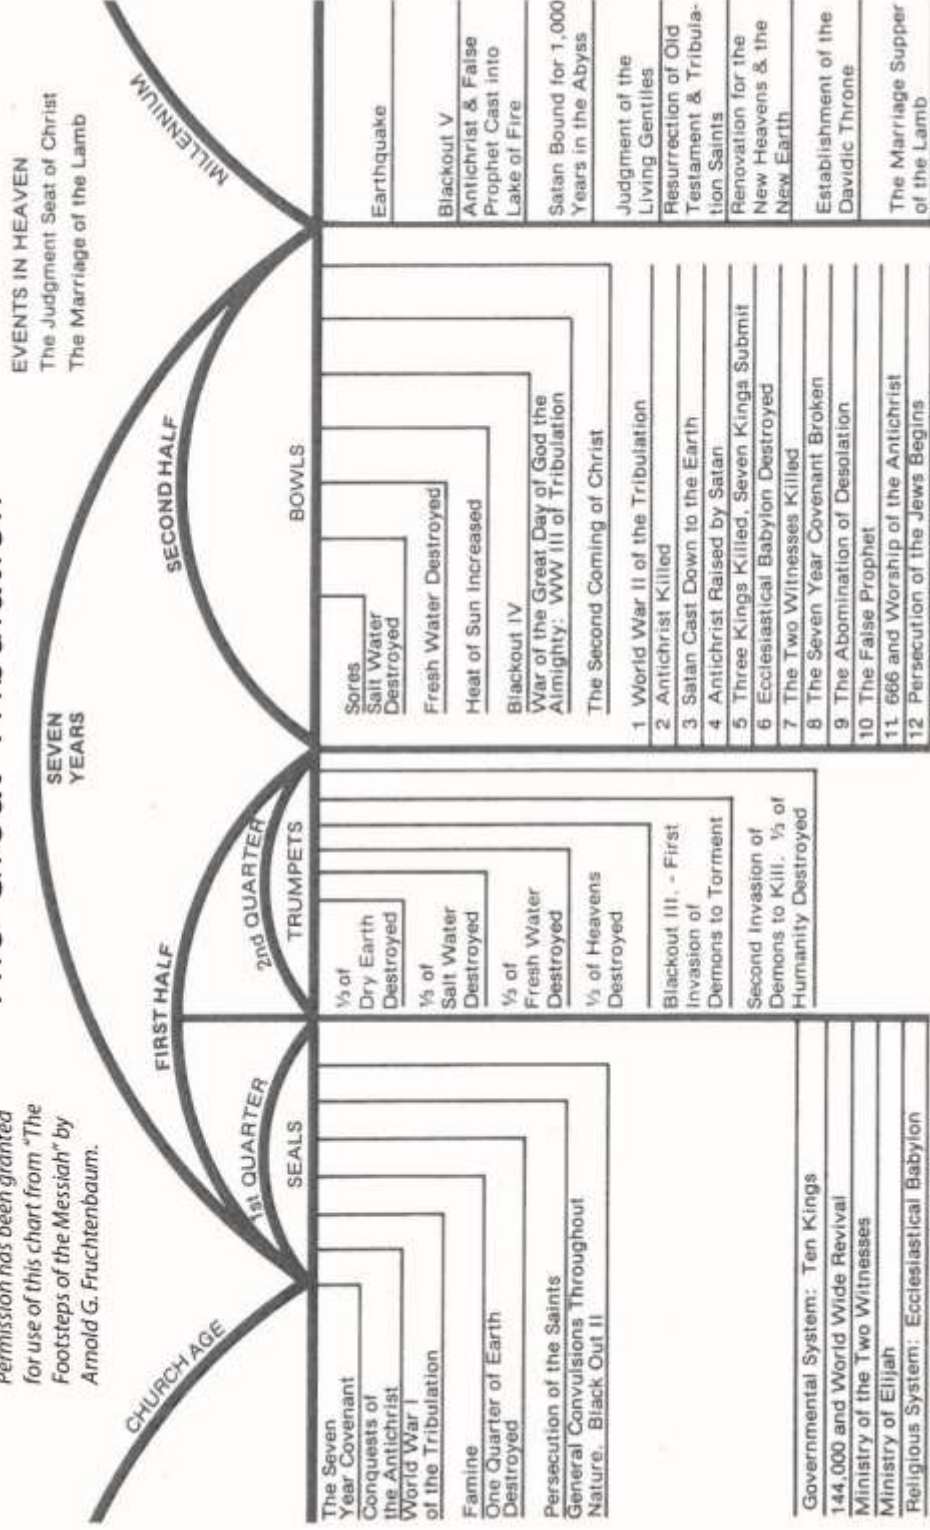 Permission has been granted
for use of this chart from "The
Footsteps of the Messiah" by
Arnold G. Fruchtenbaum.
EVENTS IN HEAVEN
The Judgment Seat of Christ
The Marriage of the Lamb
SEVEN
YEARS
CHURCH AGE
FIRST HALF
SECOND HALF
MILLENNIUM
1st QUARTER
2nd QUARTER
SEALS
TRUMPETS
BOWLS
The Seven
Year Covenant
Conquests of
the Antichrist
World War I
of the Tribulation
Famine
One Quarter of Earth
Destroyed
Persecution of the Saints
General Convulsions Throughout
Nature. Black Out II
Governmental System: Ten Kings
144,000 and World Wide Revival
Ministry of the Two Witnesses
Ministry of Elijah
Religious System: Ecclesiastical Babylon
⅓ of
Dry Earth
Destroyed
⅓ of
Salt Water
Destroyed
⅓ of
Fresh Water
Destroyed
⅓ of Heavens
Destroyed
Blackout III. - First
Invasion of
Demons to Torment
Second Invasion of
Demons to Kill. ⅓ of
Humanity Destroyed
Sores
Salt Water
Destroyed
Fresh Water Destroyed
Heat of Sun Increased
Blackout IV
War of the Great Day of God the
Almighty: WW III of Tribulation
The Second Coming of Christ
1 World War II of the Tribulation
2 Antichrist Killed
3 Satan Cast Down to the Earth
4 Antichrist Raised by Satan
5 Three Kings Killed, Seven Kings Submit
6 Ecclesiastical Babylon Destroyed
7 The Two Witnesses Killed
8 The Seven Year Covenant Broken
9 The Abomination of Desolation
10 The False Prophet
11. 666 and Worship of the Antichrist
12 Persecution of the Jews Begins
Earthquake
Blackout V
Antichrist & False
Prophet Cast into
Lake of Fire
Satan Bound for 1,000
Years in the Abyss
Judgment of the
Living Gentiles
Resurrection of Old
Testament & Tribula-
tion Saints
Renovation for the
New Heavens & the
New Earth
Establishment of the
Davidic Throne
The Marriage Supper
of the Lamb